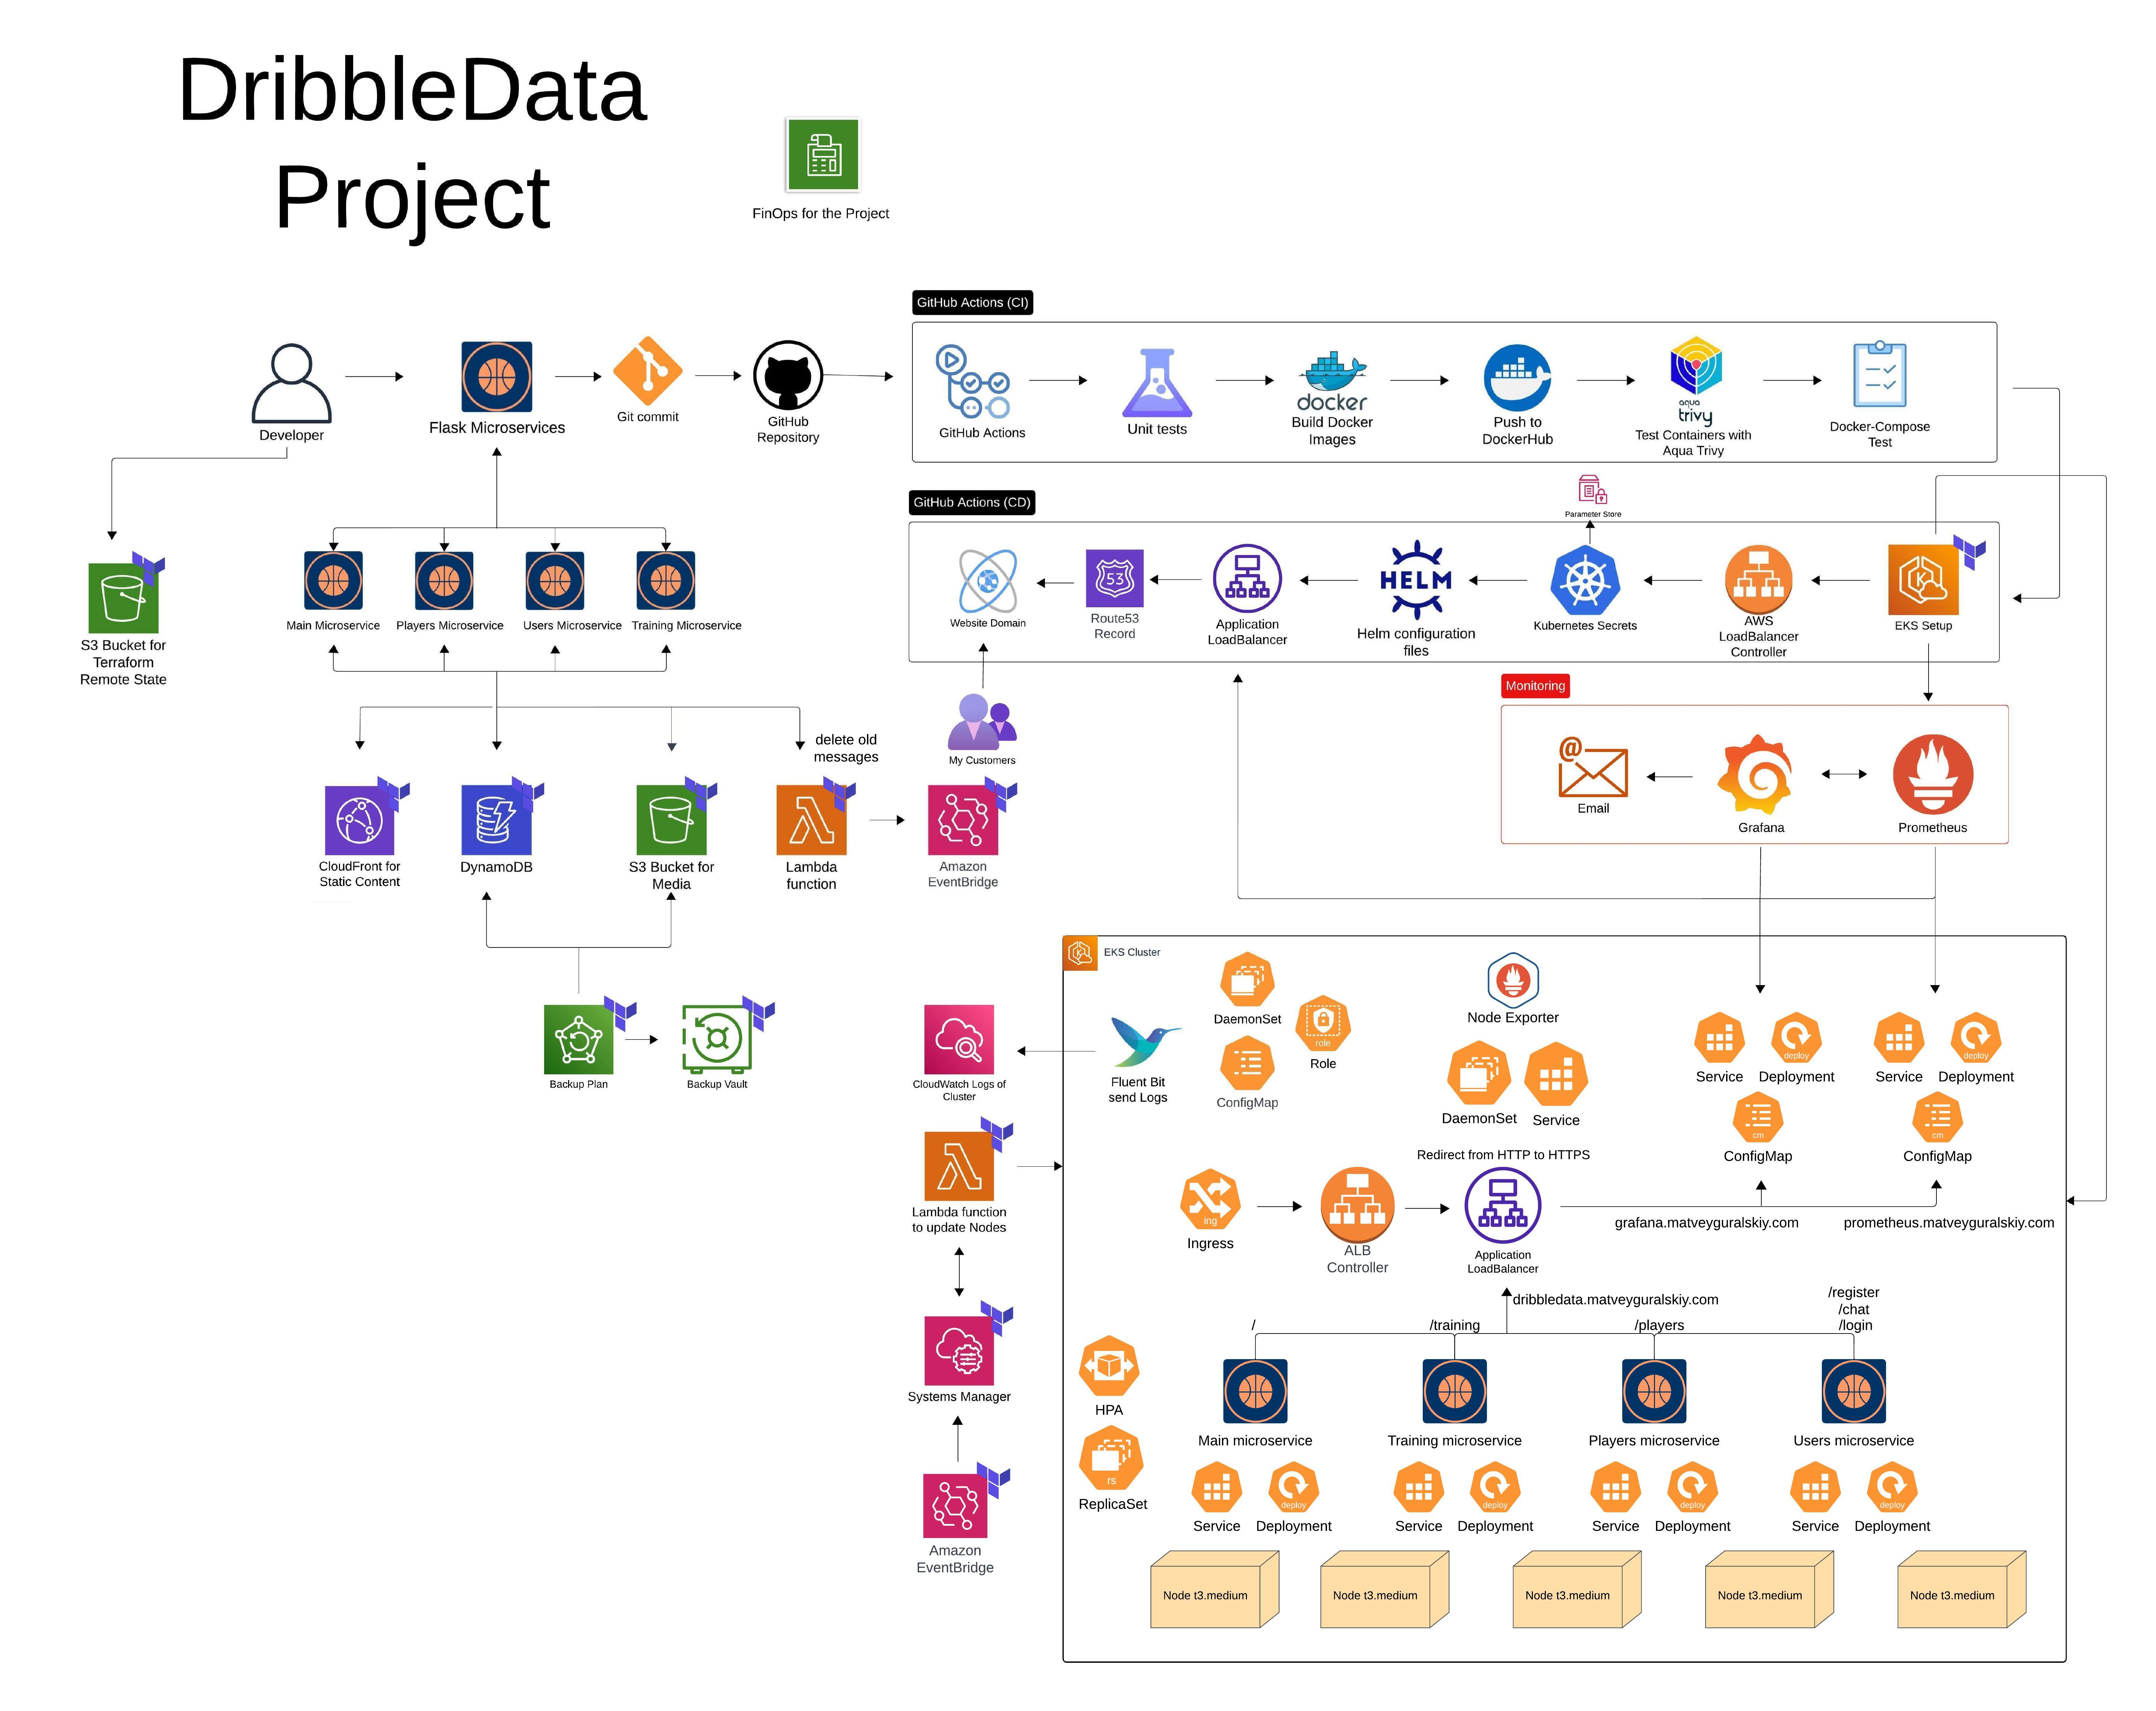 DribbleData
Project
FinOps for the Project
GitHub Actions (CI)
Developer
Flask Microservices
Git commit
GitHub
Repository
GitHub Actions
Unit tests
docker
Build Docker
Images
Push to
DockerHub
aqua
trivy
Test Containers with
Aqua Trivy
Docker-Compose
Test
Parameter Store
GitHub Actions (CD)
S3 Bucket for
Terraform
Remote State
Main Microservice
Players Microservice
Users Microservice
Training Microservice
Website Domain
53
Route53
Record
Application
LoadBalancer
HELM
Helm configuration
files
Kubernetes Secrets
AWS
LoadBalancer
Controller
EKS Setup
Monitoring
delete old
messages
My Customers
@
Email
Grafana
Prometheus
CloudFront for
Static Content
DynamoDB
S3 Bucket for
Media
Lambda
function
Amazon
EventBridge
EKS Cluster
Backup Plan
Backup Vault
CloudWatch Logs of
Cluster
Fluent Bit
send Logs
DaemonSet
role
Role
ConfigMap
Node Exporter
DaemonSet
Service
Service
deploy
Deployment
cm
ConfigMap
Service
deploy
Deployment
cm
ConfigMap
Lambda function
to update Nodes
Redirect from HTTP to HTTPS
ing
Ingress
ALB
Controller
Application
LoadBalancer
grafana.matveyguralskiy.com
prometheus.matveyguralskiy.com
dribbledata.matveyguralskiy.com
/
/training
/players
/register
/chat
/login
Systems Manager
HPA
rs
ReplicaSet
Main microservice
Training microservice
Players microservice
Users microservice
Service
deploy
Deployment
Service
deploy
Deployment
Service
deploy
Deployment
Service
deploy
Deployment
Amazon
EventBridge
Node t3.medium
Node t3.medium
Node t3.medium
Node t3.medium
Node t3.medium